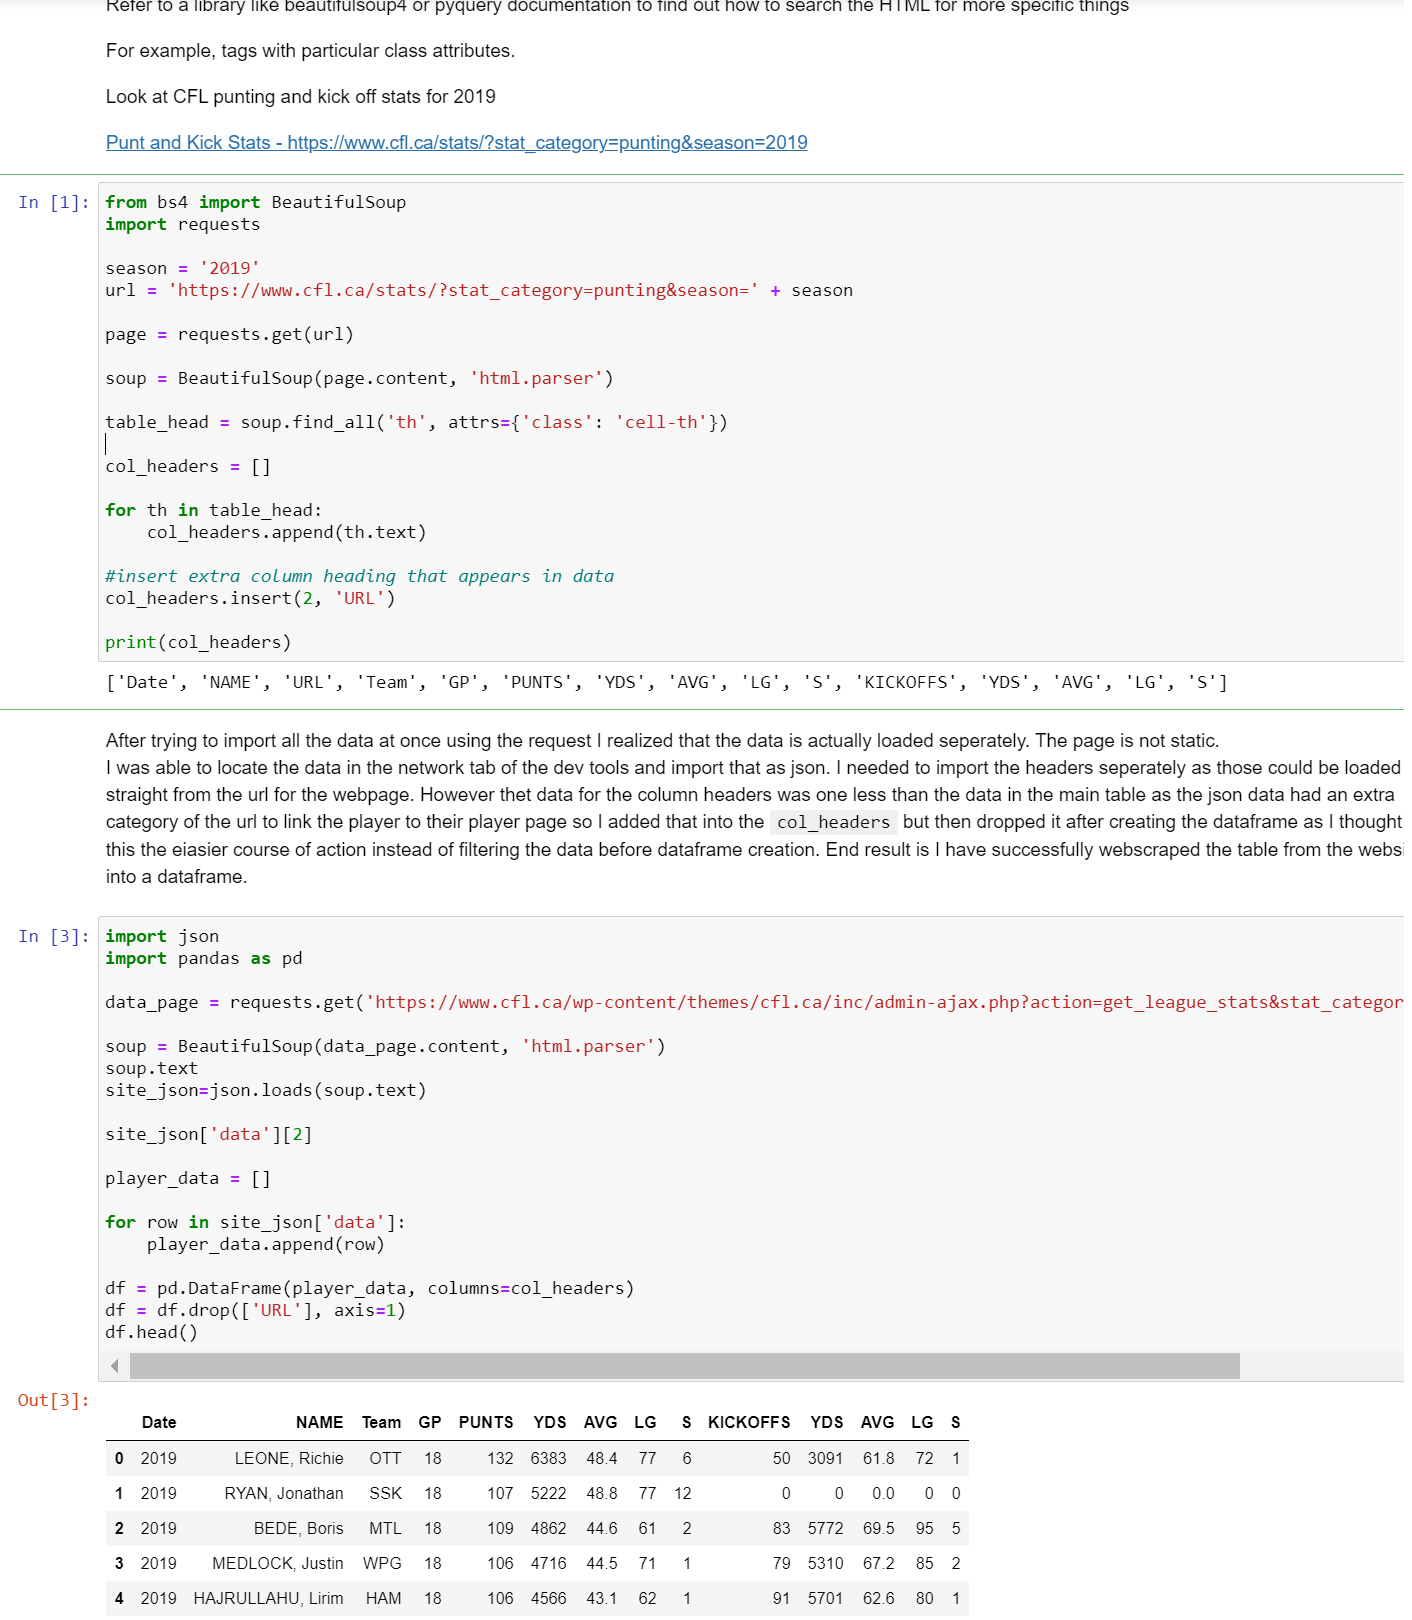 Refer to a library like beautifulsoup4 or pyquery documentation to find out how to search the HTML for more specific things
For example, tags with particular class attributes.
Look at CFL punting and kick off stats for 2019
Punt and Kick Stats - https://www.cfl.ca/stats/?stat_category=punting&season=2019
In [1]:
from bs4 import BeautifulSoup
import requests
season = '2019'
url = 'https://www.cfl.ca/stats/?stat_category=punting&season=' + season
page = requests.get(url)
soup = BeautifulSoup(page.content, 'html.parser')
table_head = soup.find_all('th', attrs={'class': 'cell-th'})
col_headers = []
for th in table_head:
    col_headers.append(th.text)
#insert extra column heading that appears in data
col_headers.insert(2, 'URL')
print(col_headers)
['Date', 'NAME', 'URL', 'Team', 'GP', 'PUNTS', 'YDS', 'AVG', 'LG', 'S', 'KICKOFFS', 'YDS', 'AVG', 'LG', 'S']
After trying to import all the data at once using the request I realized that the data is actually loaded seperately. The page is not static.
I was able to locate the data in the network tab of the dev tools and import that as json. I needed to import the headers seperately as those could be loaded
straight from the url for the webpage. However thet data for the column headers was one less than the data in the main table as the json data had an extra
category of the url to link the player to their player page so I added that into the col_headers but then dropped it after creating the dataframe as I thought
this the eiasier course of action instead of filtering the data before dataframe creation. End result is I have successfully webscraped the table from the websi
into a dataframe.
In [3]:
import json
import pandas as pd
data_page = requests.get('https://www.cfl.ca/wp-content/themes/cfl.ca/inc/admin-ajax.php?action=get_league_stats&stat_categor
soup = BeautifulSoup(data_page.content, 'html.parser')
soup.text
site_json=json.loads(soup.text)
site_json['data'][2]
player_data = []
for row in site_json['data']:
    player_data.append(row)
df = pd.DataFrame(player_data, columns=col_headers)
df = df.drop(['URL'], axis=1)
df.head()
Out[3]:
Date NAME Team GP PUNTS YDS AVG LG S KICKOFFS YDS AVG LG S
0 2019 LEONE, Richie OTT 18 132 6383 48.4 77 6 50 3091 61.8 72 1
1 2019 RYAN, Jonathan SSK 18 107 5222 48.8 77 12 0 0 0.0 0 0
2 2019 BEDE, Boris MTL 18 109 4862 44.6 61 2 83 5772 69.5 95 5
3 2019 MEDLOCK, Justin WPG 18 106 4716 44.5 71 1 79 5310 67.2 85 2
4 2019 HAJRULLAHU, Lirim HAM 18 106 4566 43.1 62 1 91 5701 62.6 80 1